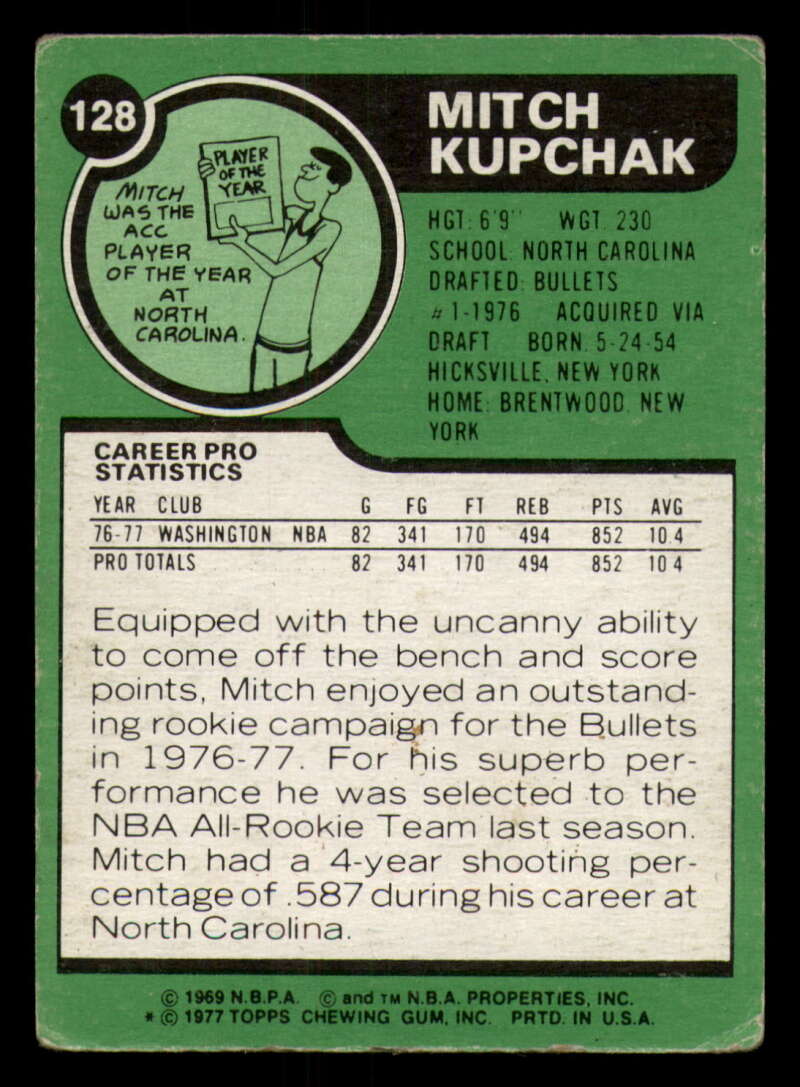 128
MITCH
KUPCHAK
PLAYER
OF THE
YEAR
MITCH
WAS THE
ACC
PLAYER
OF THE YEAR
AT
NORTH
CAROLINA.
HGT: 6'9" WGT. 230
SCHOOL: NORTH CAROLINA
DRAFTED: BULLETS
#1-1976 ACQUIRED VIA
DRAFT BORN: 5-24-54
HICKSVILLE, NEW YORK
HOME: BRENTWOOD, NEW
YORK
CAREER PRO
STATISTICS
YEAR CLUB G FG FT REB PTS AVG
76-77 WASHINGTON NBA 82 341 170 494 852 10.4
PRO TOTALS 82 341 170 494 852 10.4
Equipped with the uncanny ability
to come off the bench and score
points, Mitch enjoyed an outstand-
ing rookie campaign for the Bullets
in 1976-77. For his superb per-
formance he was selected to the
NBA All-Rookie Team last season.
Mitch had a 4-year shooting per-
centage of .587 during his career at
North Carolina.
© 1969 N.B.P.A. © and TM N.B.A. PROPERTIES, INC.
* © 1977 TOPPS CHEWING GUM, INC. PRTD. IN U.S.A.